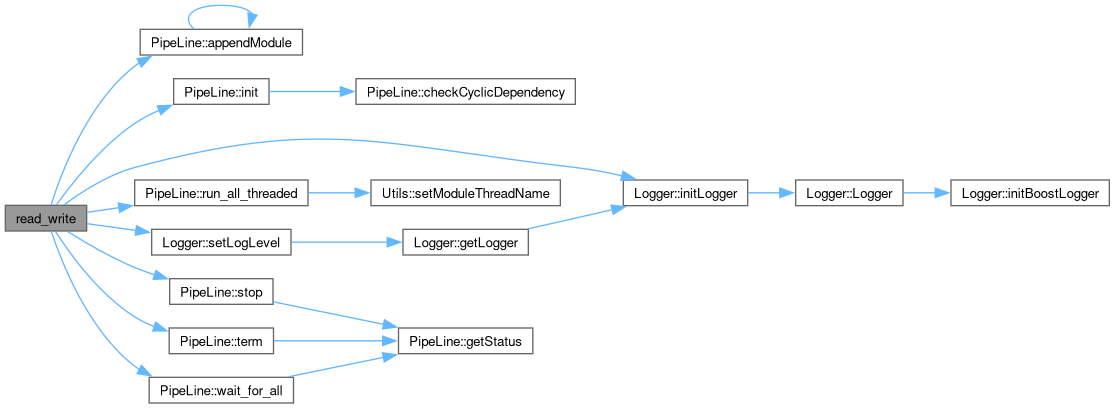 PipeLine::appendModule
PipeLine::init
PipeLine::checkCyclicDependency
PipeLine::run_all_threaded
Utils::setModuleThreadName
Logger::initLogger
Logger::Logger
Logger::initBoostLogger
read_write
Logger::setLogLevel
Logger::getLogger
PipeLine::stop
PipeLine::term
PipeLine::getStatus
PipeLine::wait_for_all